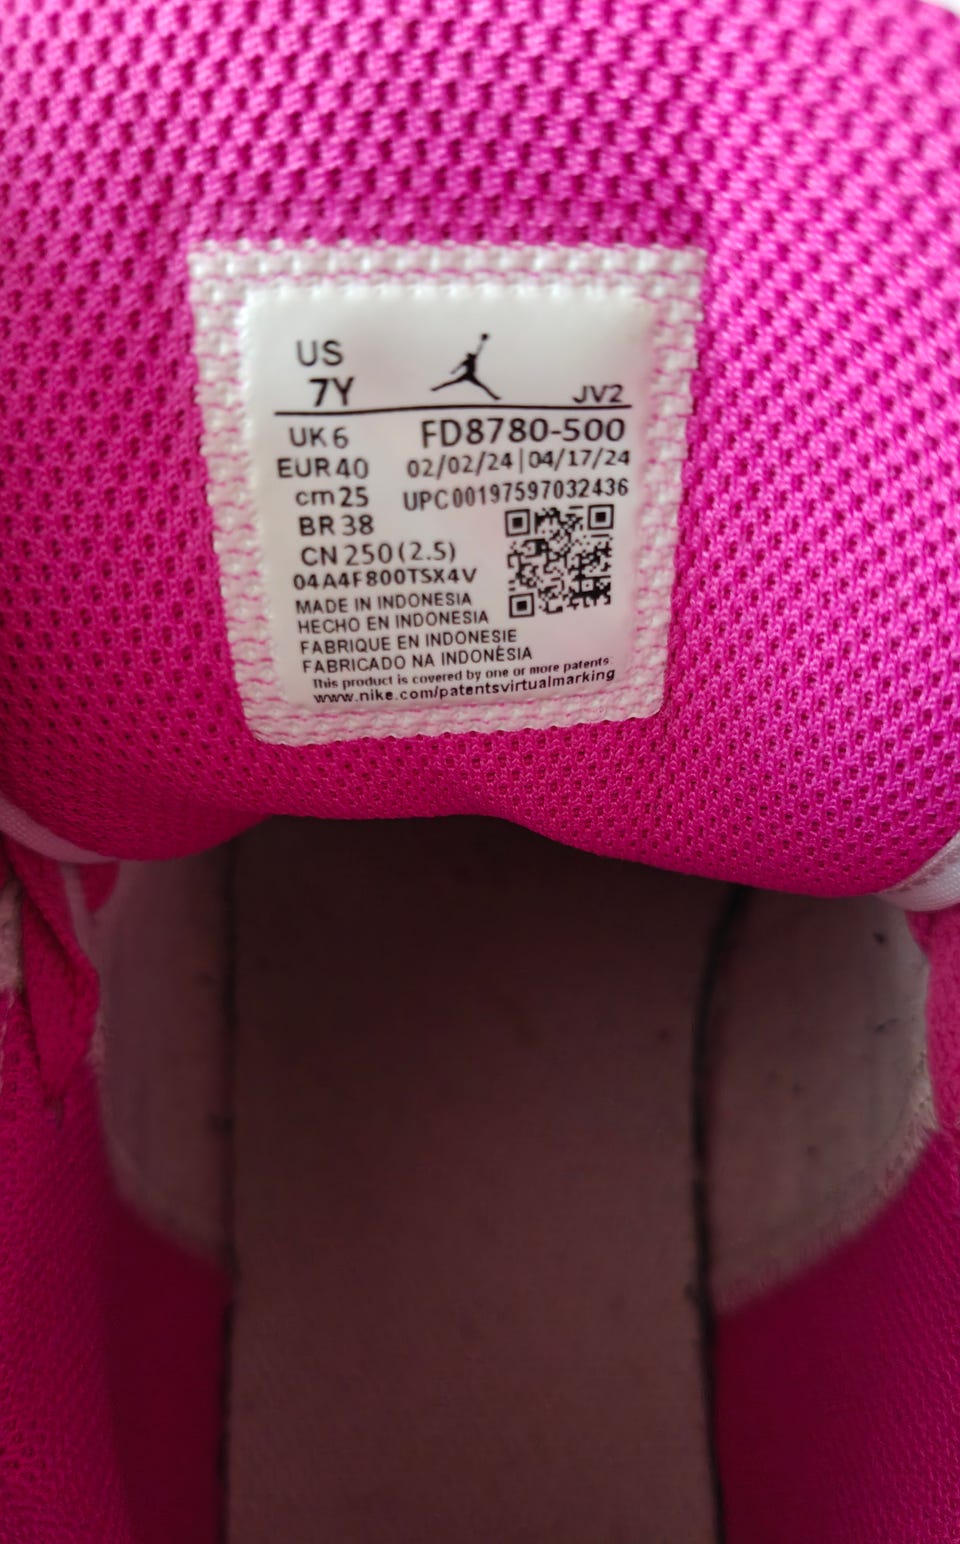 US
7Y
JV2
UK 6
FD8780-500
EUR 40
02/02/24 | 04/17/24
cm 25
UPC 00197597032436
BR 38
CN 250 (2.5)
04A4F800TSX4V
MADE IN INDONESIA
HECHO EN INDONESIA
FABRIQUE EN INDONESIE
FABRICADO NA INDONÉSIA
This product is covered by one or more patents
www.nike.com/patentsvirtualmarking